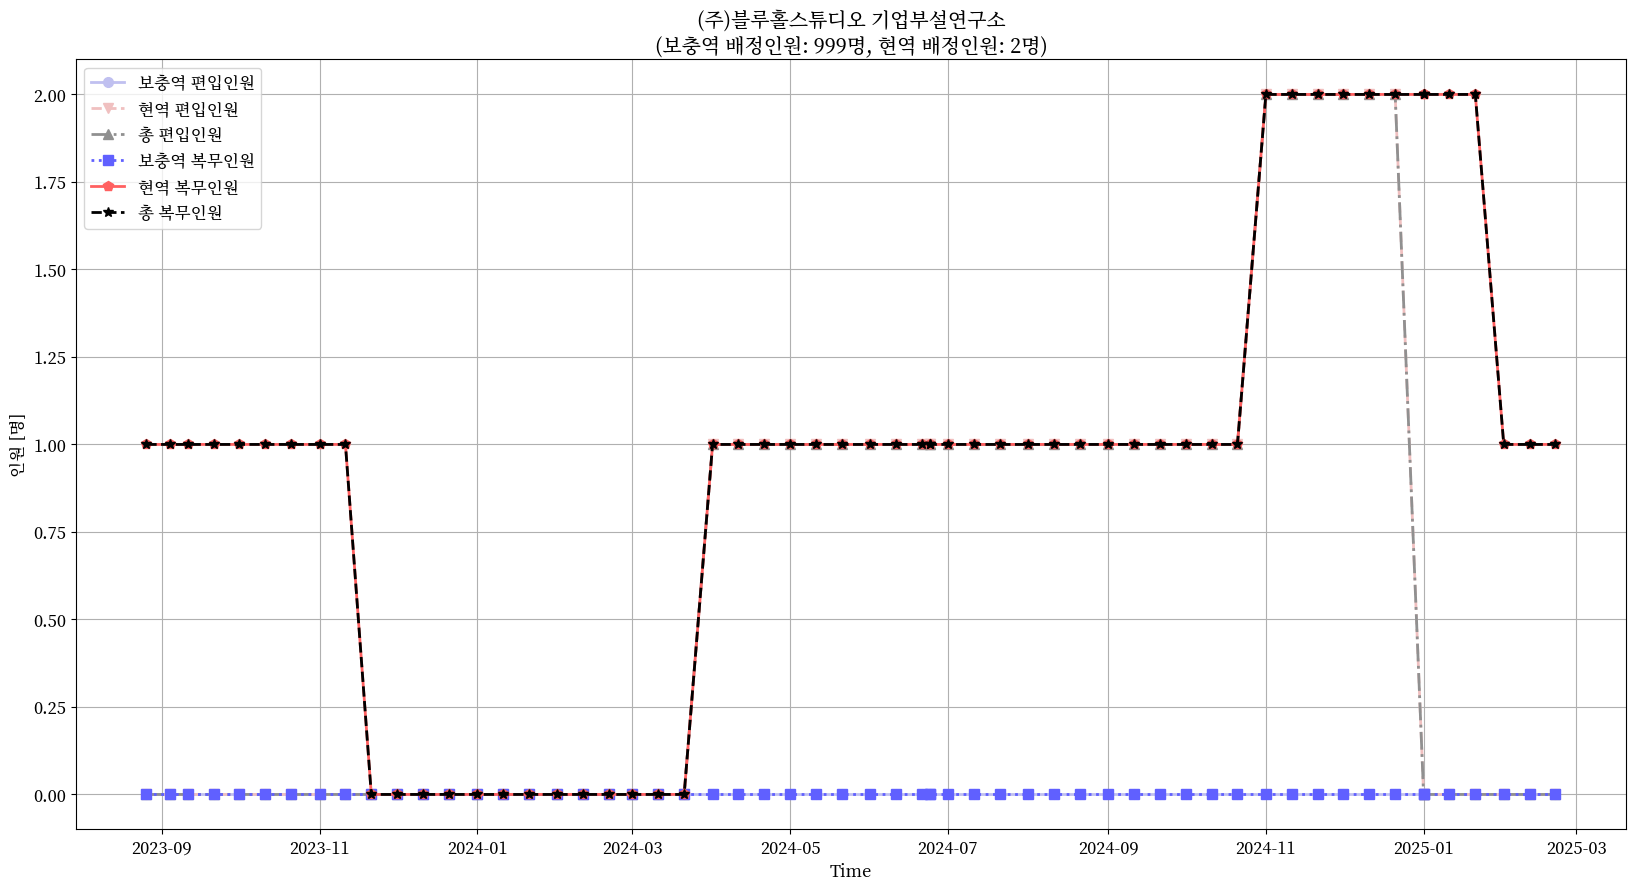 (주)블루홀스튜디오 기업부설연구소
(보충역 배정인원: 999명, 현역 배정인원: 2명)
보충역 편입인원
현역 편입인원
총 편입인원
보충역 복무인원
현역 복무인원
총 복무인원
2.00
1.75
1.50
1.25
1.00
0.75
0.50
0.25
0.00
인원 [명]
2023-09
2023-11
2024-01
2024-03
2024-05
2024-07
2024-09
2024-11
2025-01
2025-03
Time